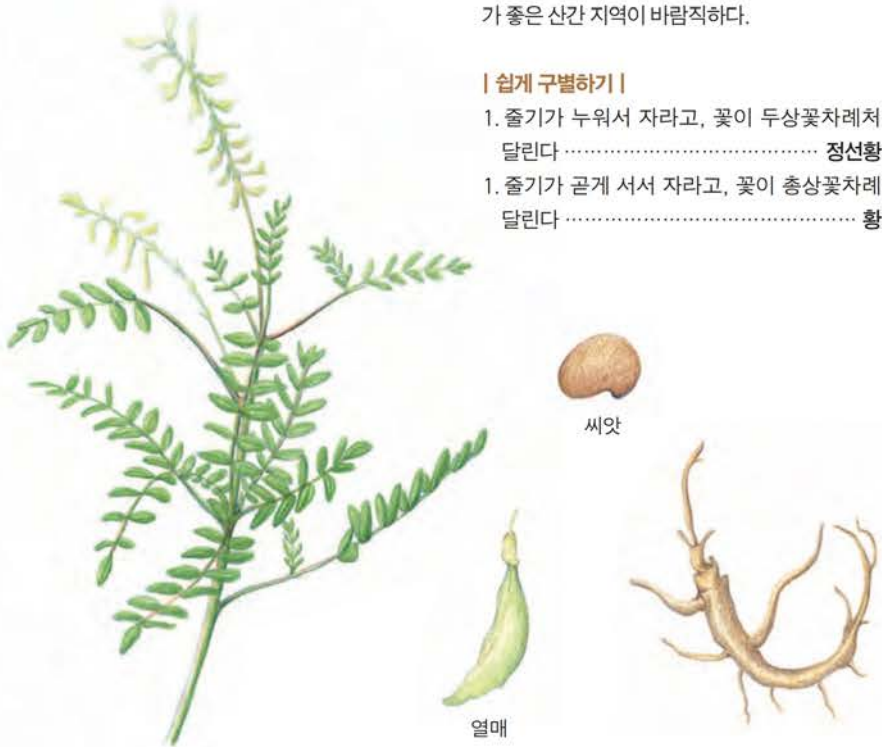 가 좋은 산간 지역이 바람직하다.
| 쉽게 구별하기 |
1. 줄기가 누워서 자라고, 꽃이 두상꽃차례처
달린다 ………………………………… 정선황
1. 줄기가 곧게 서서 자라고, 꽃이 총상꽃차례
달린다 ……………………………………… 황
씨앗
열매